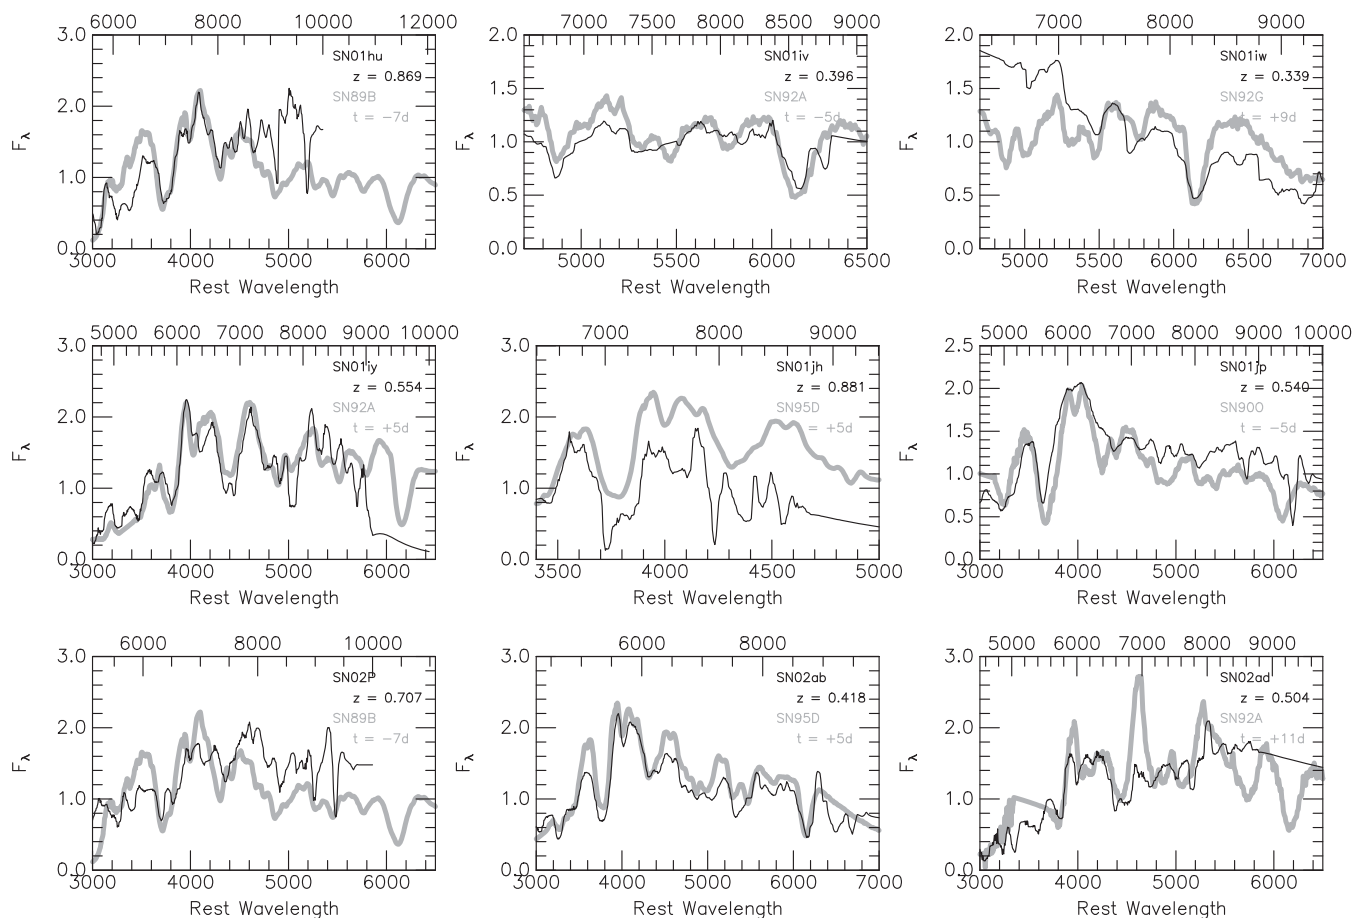 6000 8000 10000 12000
3.0
2.0
1.0
0.0
Fλ
SN01hu
z = 0.869
SN89B
t = −7d
3000 4000 5000 6000
Rest Wavelength
7000 7500 8000 8500 9000
2.0
1.5
1.0
0.5
0.0
Fλ
SN01iv
z = 0.396
SN92A
t = −5d
5000 5500 6000 6500
Rest Wavelength
7000 8000 9000
2.0
1.5
1.0
0.5
0.0
Fλ
SN01iw
z = 0.339
SN92G
t = +9d
5000 5500 6000 6500 7000
Rest Wavelength
5000 6000 7000 8000 9000 10000
3.0
2.0
1.0
0.0
Fλ
SN01iy
z = 0.554
SN92A
t = +5d
3000 4000 5000 6000
Rest Wavelength
7000 8000 9000
3.0
2.0
1.0
0.0
Fλ
SN01jh
z = 0.881
SN95D
= +5d
3500 4000 4500 5000
Rest Wavelength
5000 6000 7000 8000 9000 10000
2.5
2.0
1.5
1.0
0.5
0.0
Fλ
SN01jp
z = 0.540
SN90O
t = −5d
3000 4000 5000 6000
Rest Wavelength
6000 8000 10000
3.0
2.0
1.0
0.0
Fλ
SN02P
z = 0.707
SN89B
t = −7d
3000 4000 5000 6000
Rest Wavelength
6000 8000
3.0
2.0
1.0
0.0
Fλ
SN02ab
z = 0.418
SN95D
t = +5d
3000 4000 5000 6000 7000
Rest Wavelength
5000 6000 7000 8000 9000
3.0
2.0
1.0
0.0
Fλ
SN02ad
z = 0.504
SN92A
t = +11d
3000 4000 5000 6000
Rest Wavelength